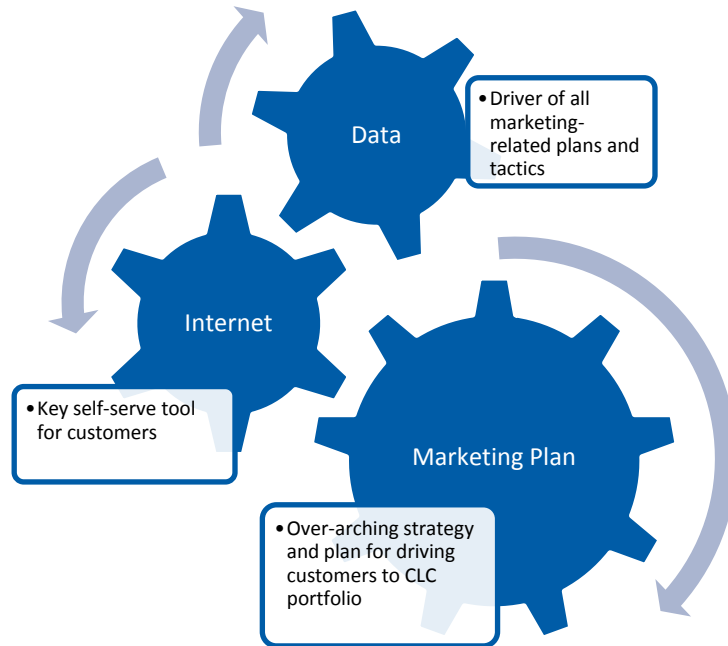 Data
• Driver of all
marketing-
related plans and
tactics
Internet
• Key self-serve tool
for customers
Marketing Plan
• Over-arching strategy
and plan for driving
customers to CLC
portfolio